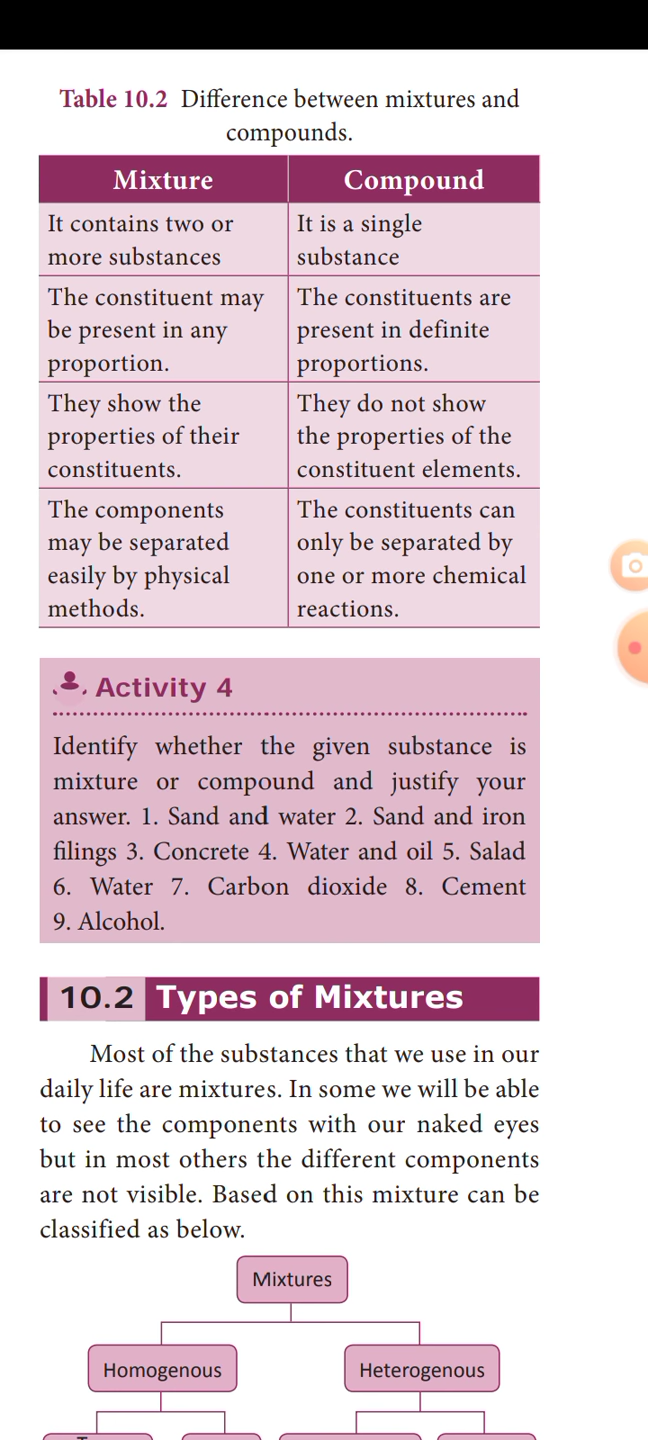 Table 10.2 Difference between mixtures and
compounds.
Mixture
Compound
It contains two or
more substances
It is a single
substance
The constituent may
be present in any
proportion.
The constituents are
present in definite
proportions.
They show the
properties of their
constituents.
They do not show
the properties of the
constituent elements.
The components
may be separated
easily by physical
methods.
The constituents can
only be separated by
one or more chemical
reactions.
Activity 4
Identify whether the given substance is
mixture or compound and justify your
answer. 1. Sand and water 2. Sand and iron
filings 3. Concrete 4. Water and oil 5. Salad
6. Water 7. Carbon dioxide 8. Cement
9. Alcohol.
10.2 Types of Mixtures
Most of the substances that we use in our
daily life are mixtures. In some we will be able
to see the components with our naked eyes
but in most others the different components
are not visible. Based on this mixture can be
classified as below.
Mixtures
Homogenous
Heterogenous